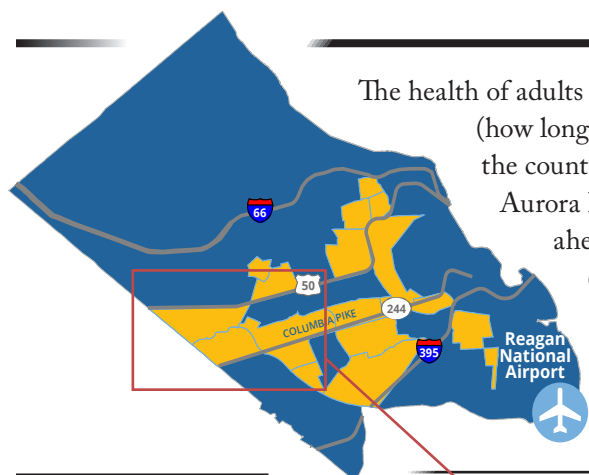 The health of adults
(how long
the count
Aurora
ahe
66
50
244
COLUMBIA PIKE
395
Reagan
National
Airport